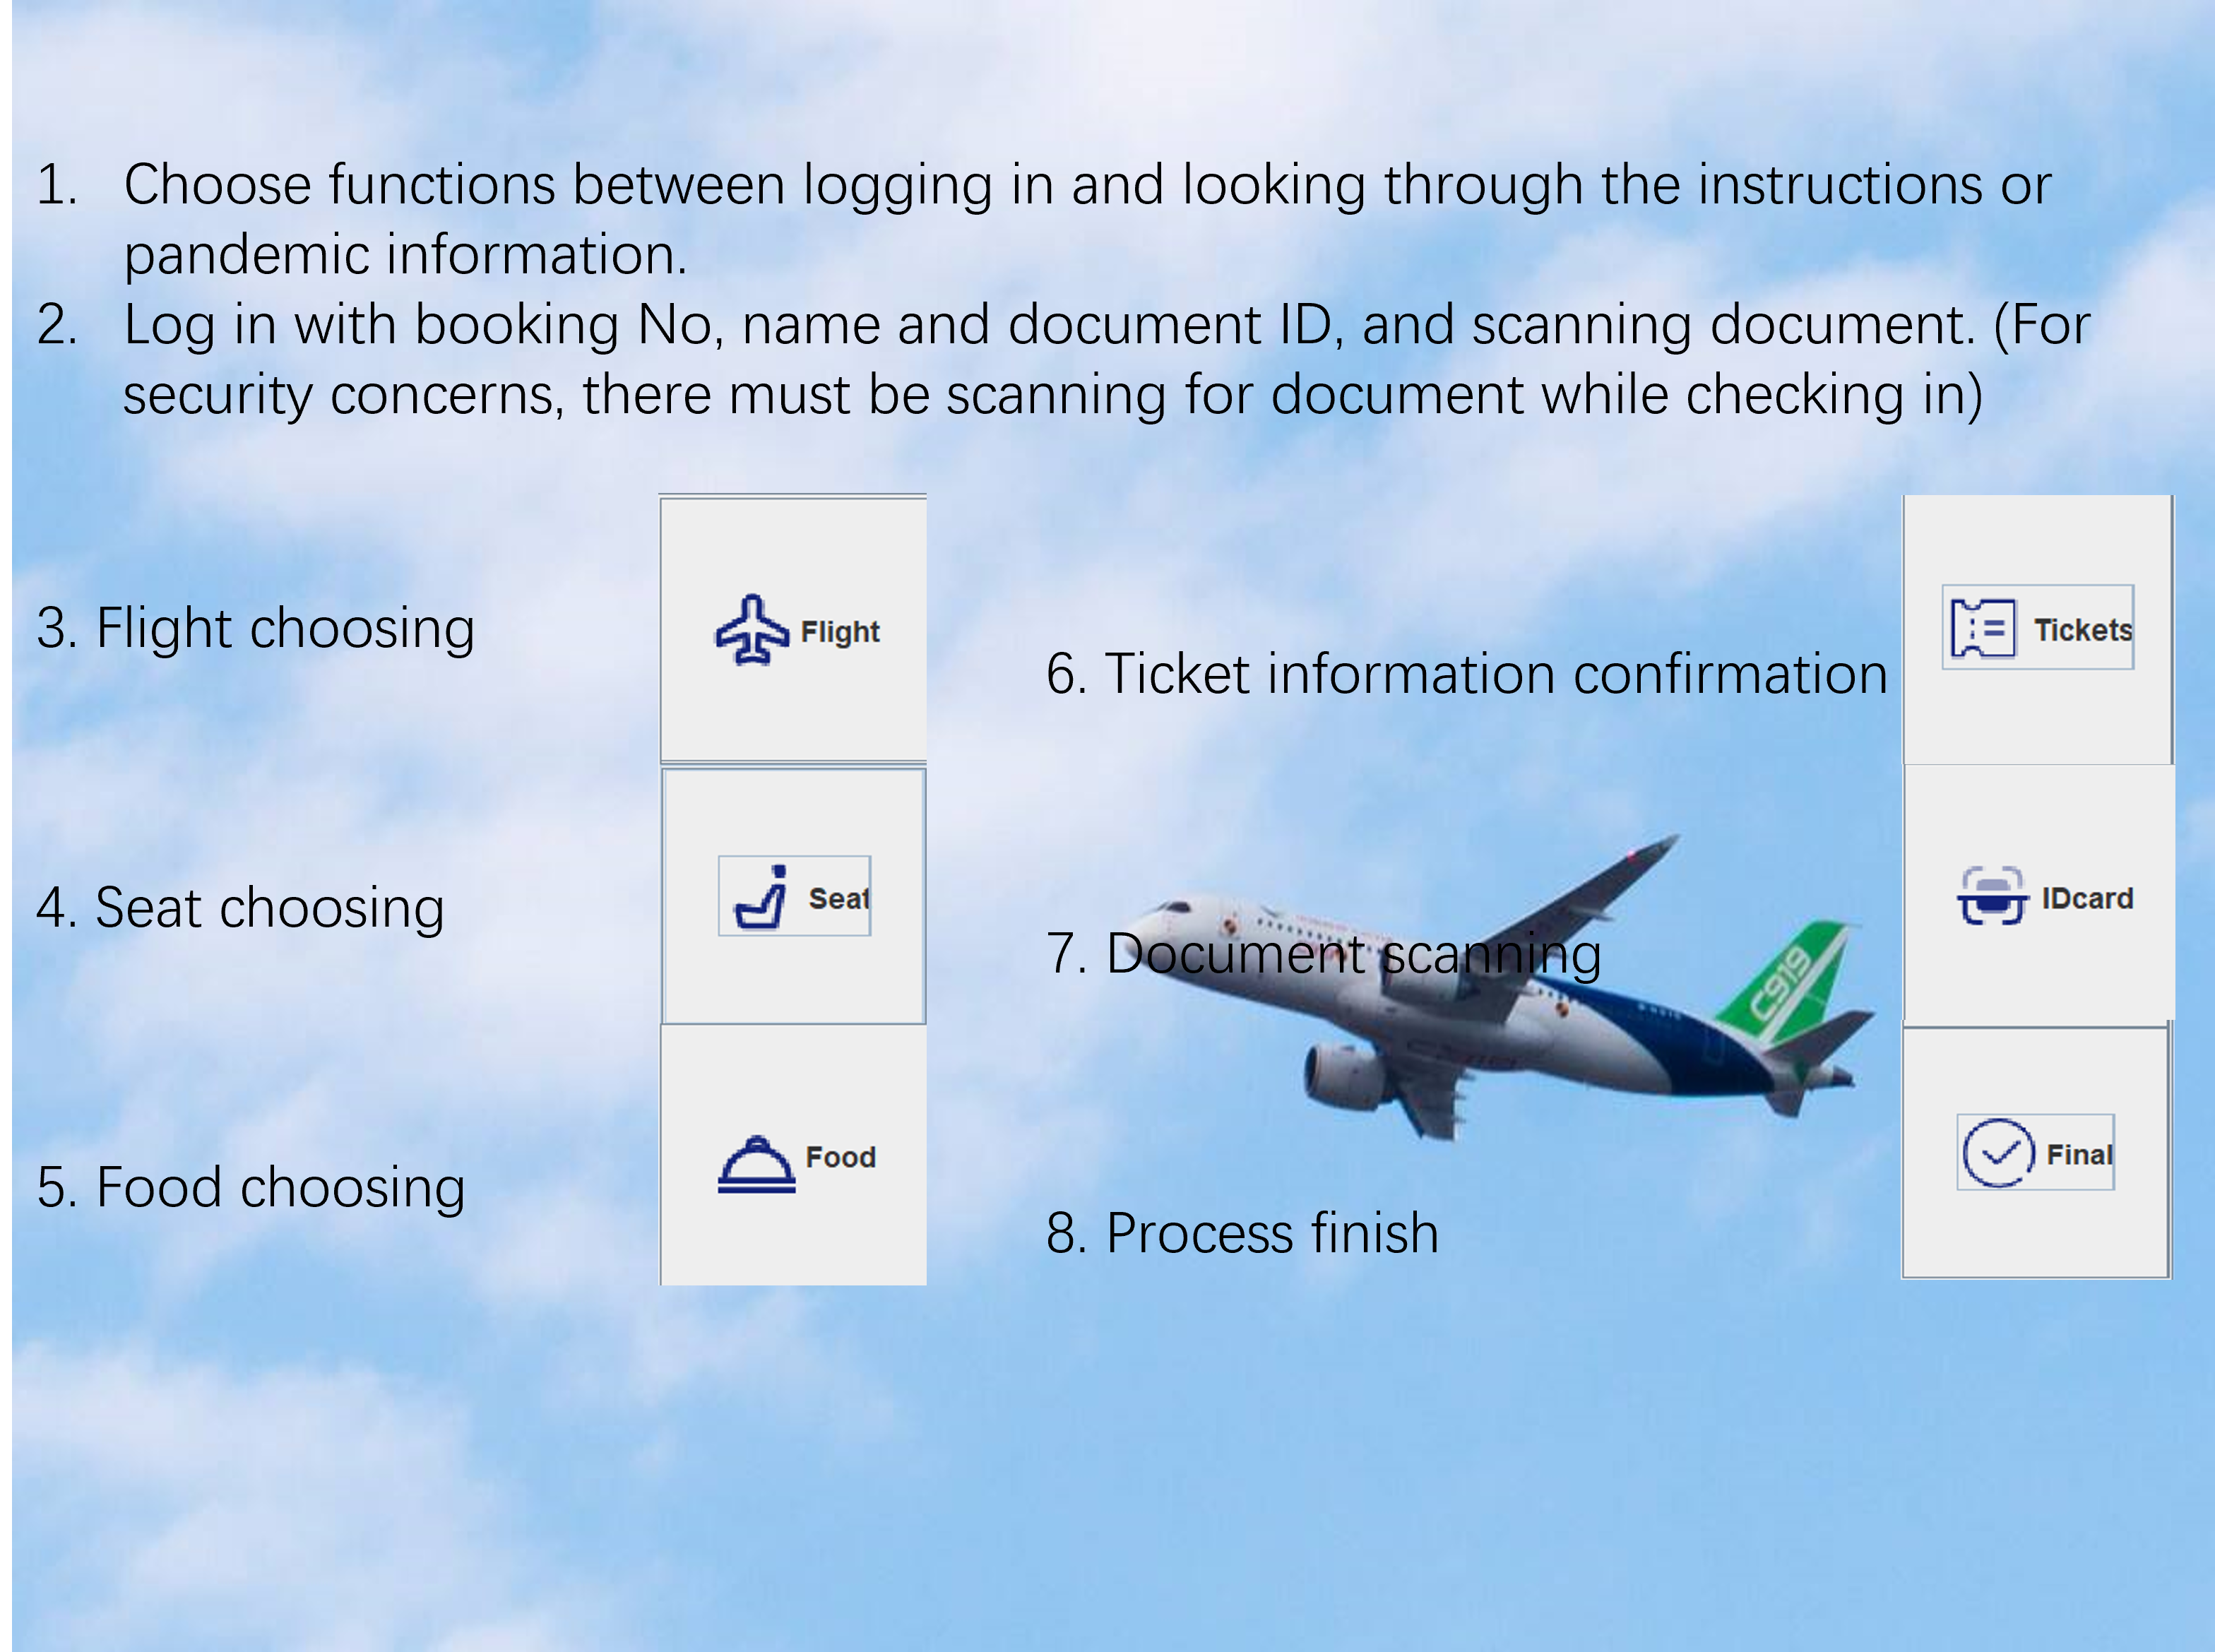 1. Choose functions between logging in and looking through the instructions or
pandemic information.
2. Log in with booking No, name and document ID, and scanning document. (For
security concerns, there must be scanning for document while checking in)
3. Flight choosing
Flight
4. Seat choosing
Seat
5. Food choosing
Food
6. Ticket information confirmation
Tickets
7. Document scanning
IDcard
C919
8. Process finish
Final